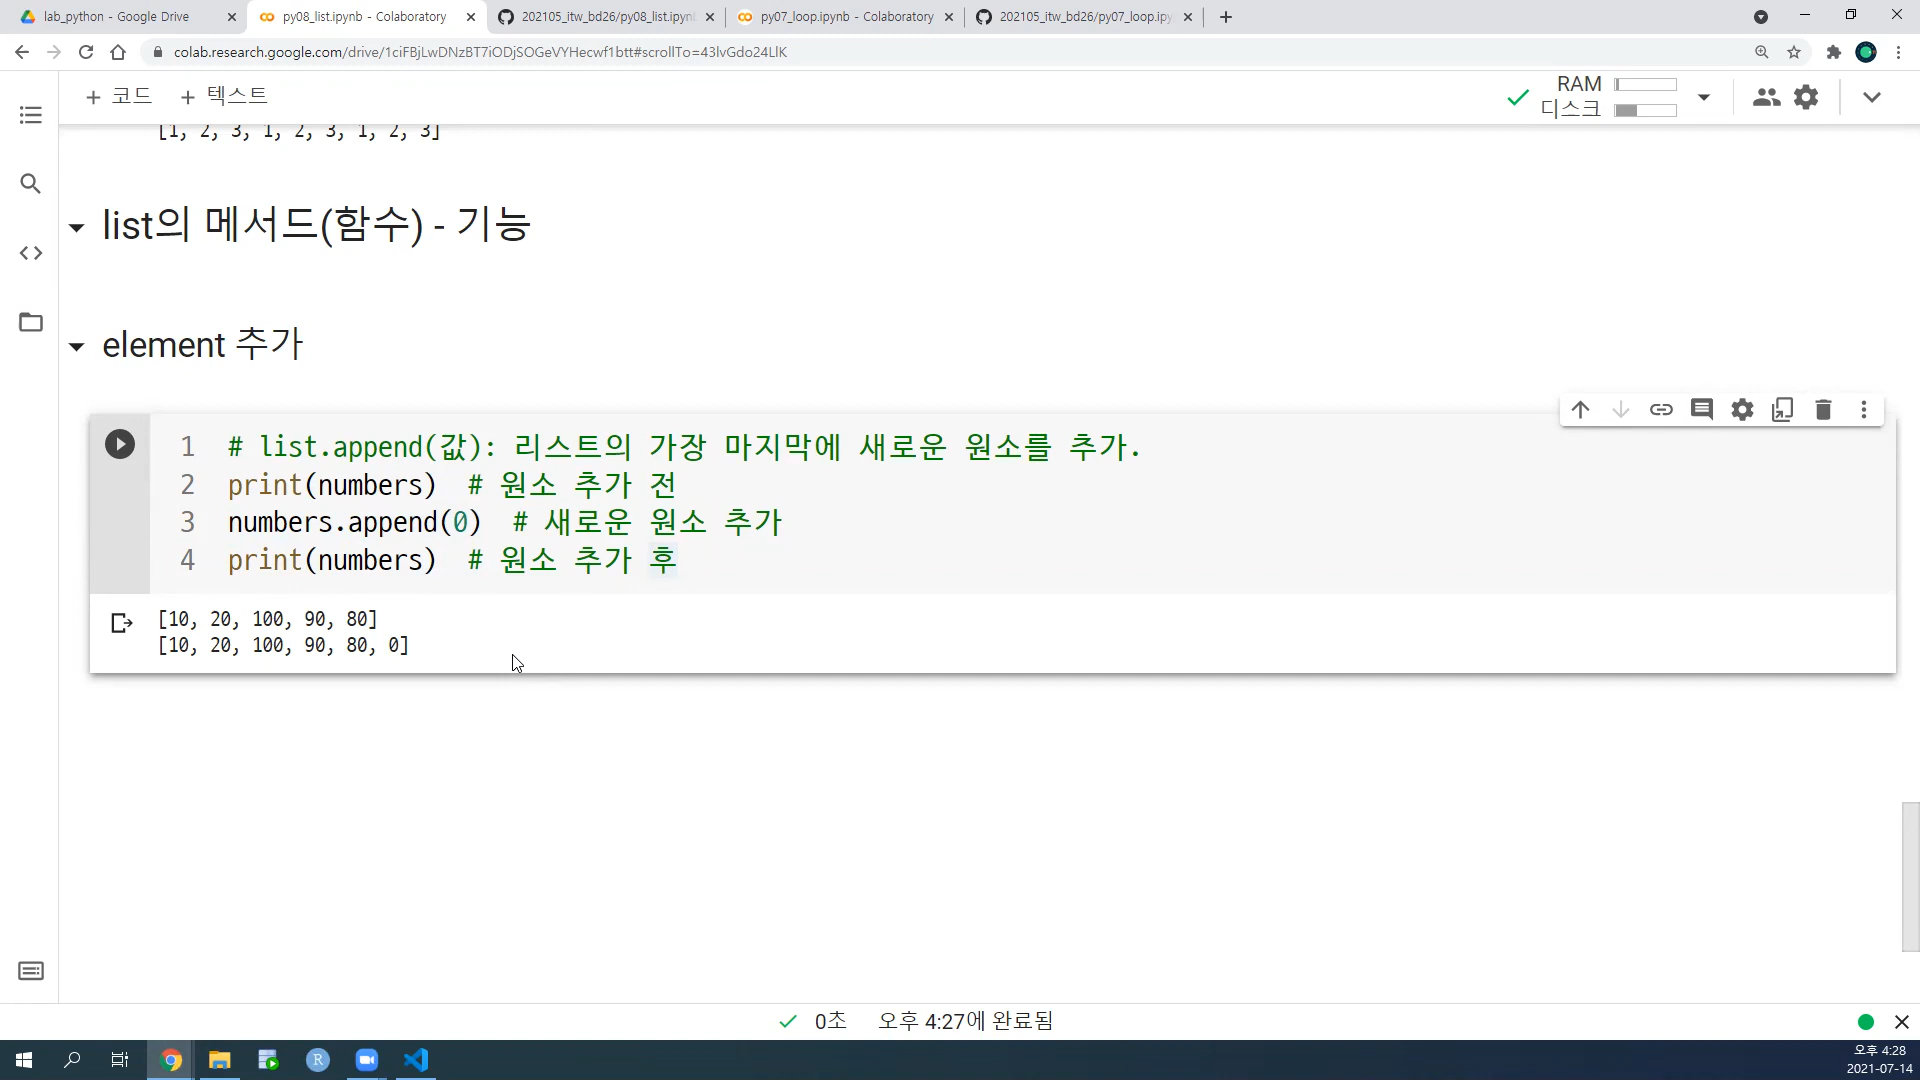 lab_python - Google Drive
py08_list.ipynb - Colaboratory
202105_itw_bd26/py08_list.ipyn
py07_loop.ipynb - Colaboratory
202105_itw_bd26/py07_loop.ipy
colab.research.google.com/drive/1ciFBjLwDNzBT7iODjSOGeVYHecwf1btt#scrollTo=43lvGdo24LlK
+ 코드 + 텍스트
RAM
디스크
[1, 2, 3, 1, 2, 3, 1, 2, 3]
list의 메서드(함수) - 기능
element 추가
1 # list.append(값): 리스트의 가장 마지막에 새로운 원소를 추가.
2 print(numbers) # 원소 추가 전
3 numbers.append(0) # 새로운 원소 추가
4 print(numbers) # 원소 추가 후
[10, 20, 100, 90, 80]
[10, 20, 100, 90, 80, 0]
0초 오후 4:27에 완료됨
R
오후 4:28
2021-07-14